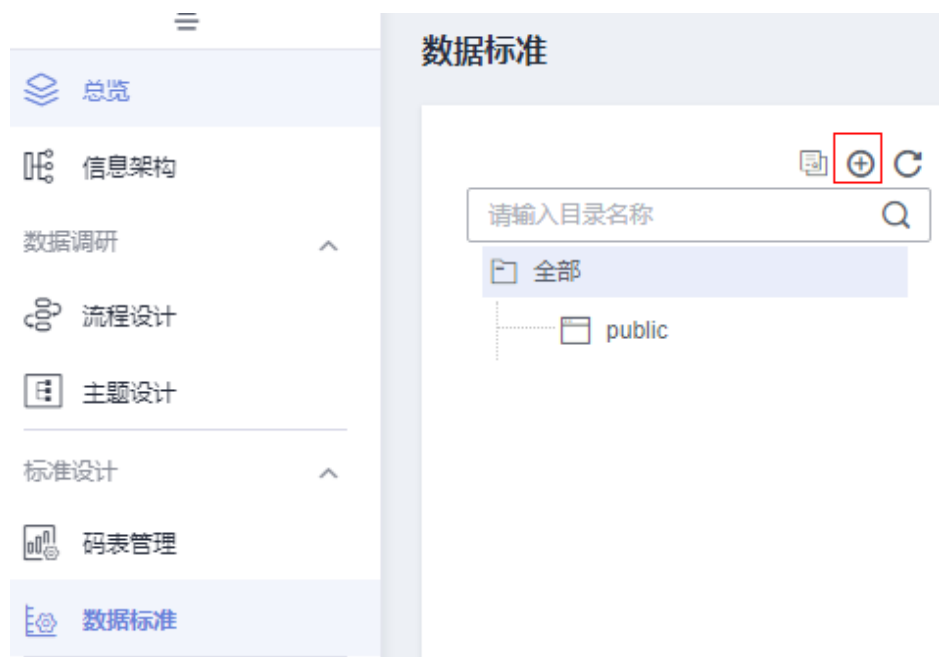 总览
信息架构
数据调研
流程设计
主题设计
标准设计
码表管理
数据标准
数据标准
请输入目录名称
全部
public